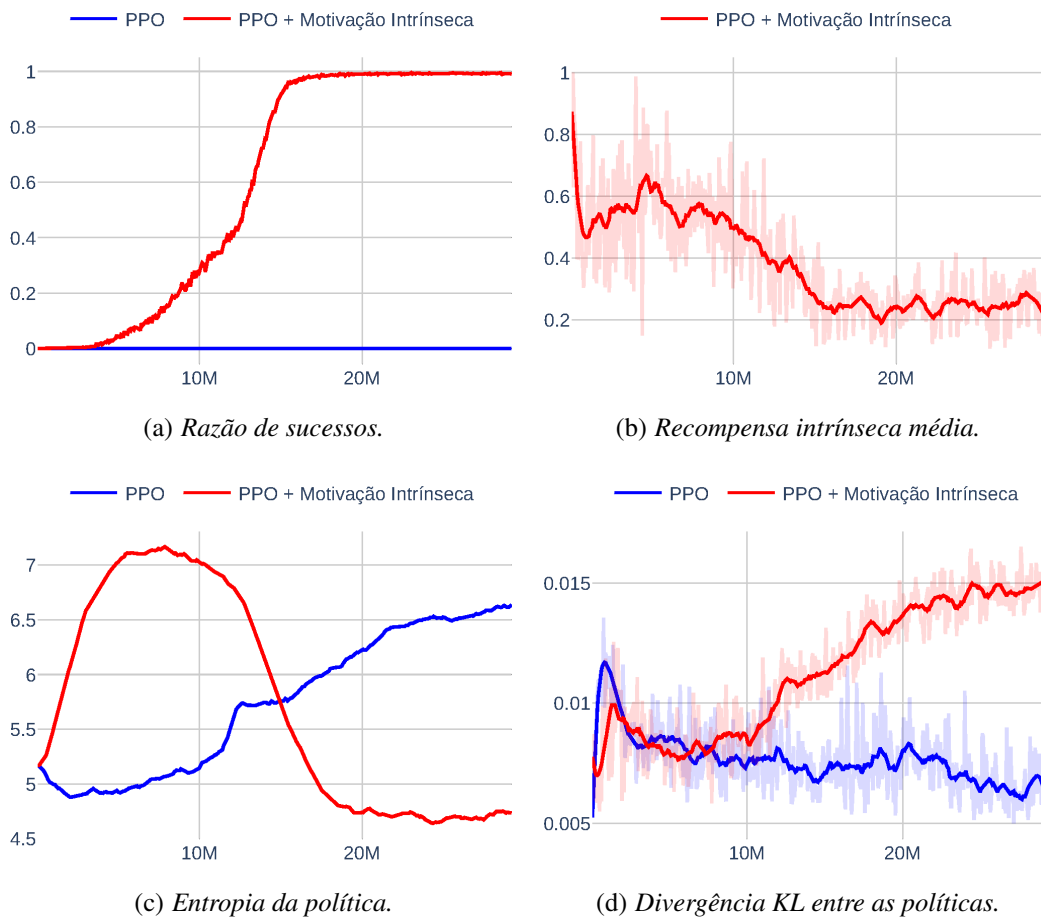 PPO PPO + Motivação Intrínseca
1
0.8
0.6
0.4
0.2
0
10M 20M
(a) Razão de sucessos.
PPO + Motivação Intrínseca
1
0.8
0.6
0.4
0.2
10M 20M
(b) Recompensa intrínseca média.
PPO PPO + Motivação Intrínseca
7
6.5
6
5.5
5
4.5
10M 20M
(c) Entropia da política.
PPO PPO + Motivação Intrínseca
0.015
0.01
0.005
10M 20M
(d) Divergência KL entre as políticas.